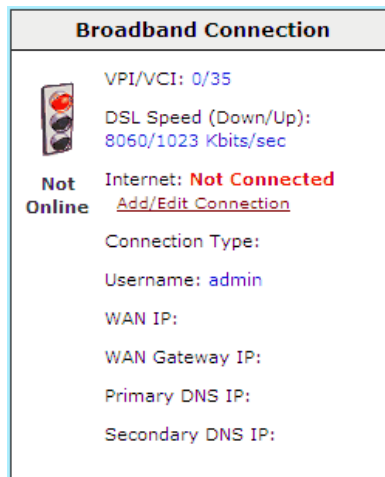 Broadband Connection
VPI/VCI: 0/35
DSL Speed (Down/Up):
8060/1023 Kbits/sec
Not
Online
Internet: Not Connected
Add/Edit Connection
Connection Type:
Username: admin
WAN IP:
WAN Gateway IP:
Primary DNS IP:
Secondary DNS IP: